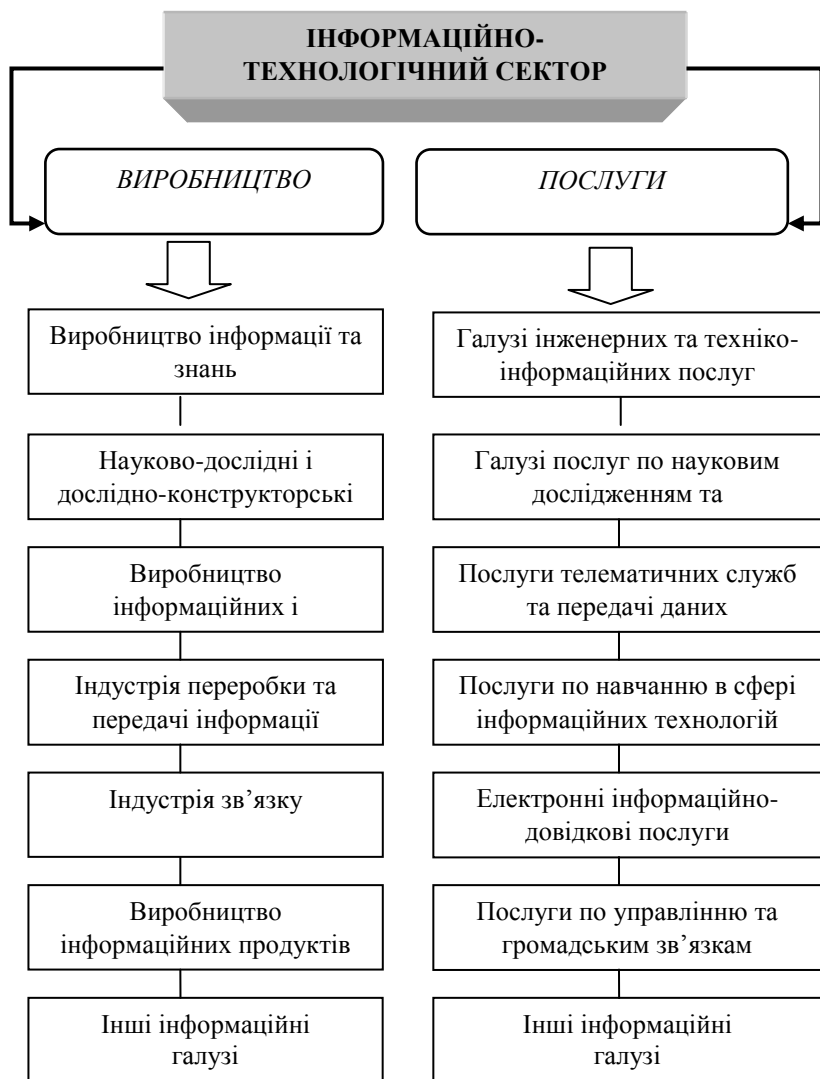 ІНФОРМАЦІЙНО-
ТЕХНОЛОГІЧНИЙ СЕКТОР
ВИРОБНИЦТВО
ПОСЛУГИ
Виробництво інформації та
знань
Науково-дослідні і
дослідно-конструкторські
Виробництво
інформаційних і
Індустрія переробки та
передачі інформації
Індустрія зв’язку
Виробництво
інформаційних продуктів
Інші інформаційні
галузі
Галузі інженерних та техніко-
інформаційних послуг
Галузі послуг по науковим
дослідженням та
Послуги телематичних служб
та передачі даних
Послуги по навчанню в сфері
інформаційних технологій
Електронні інформаційно-
довідкові послуги
Послуги по управлінню та
громадським зв’язкам
Інші інформаційні
галузі